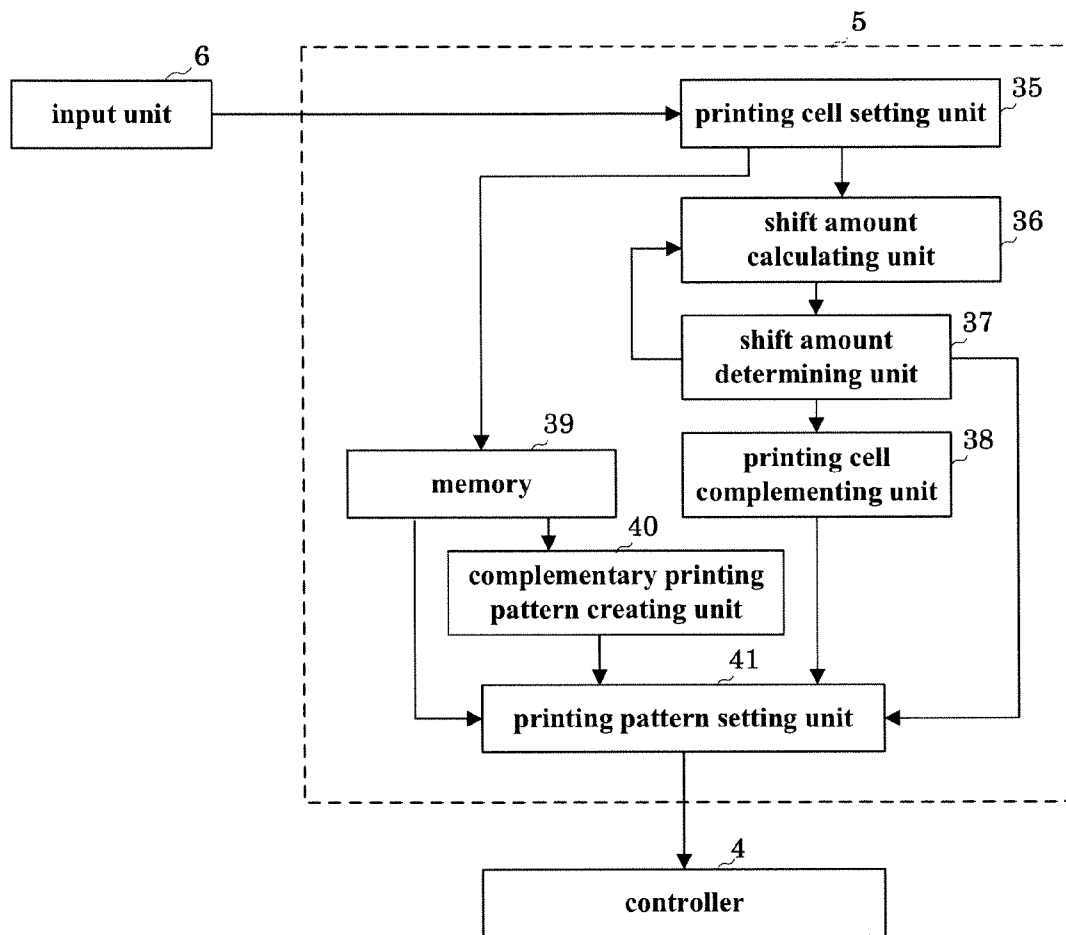 5
6
input unit
35
printing cell setting unit
36
shift amount
calculating unit
37
shift amount
determining unit
38
printing cell
complementing unit
39
memory
40
complementary printing
pattern creating unit
41
printing pattern setting unit
4
controller